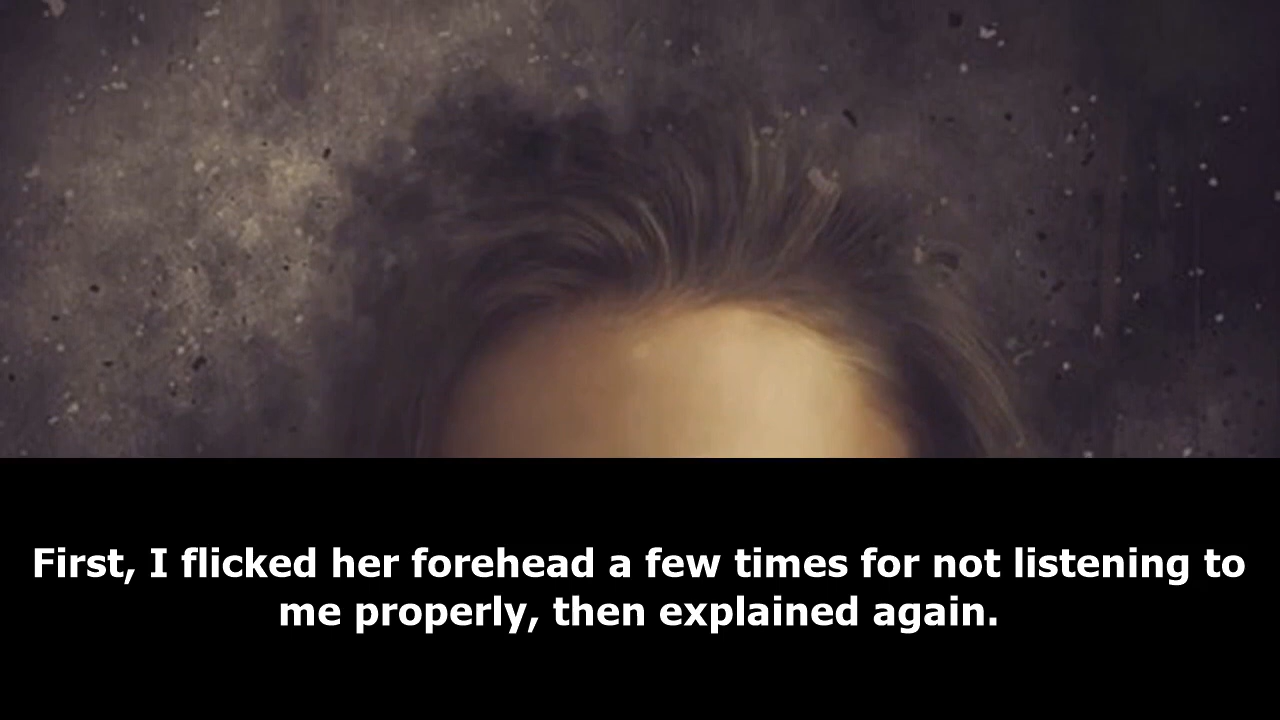 First, I flicked her forehead a few times for not listening to
me properly, then explained again.